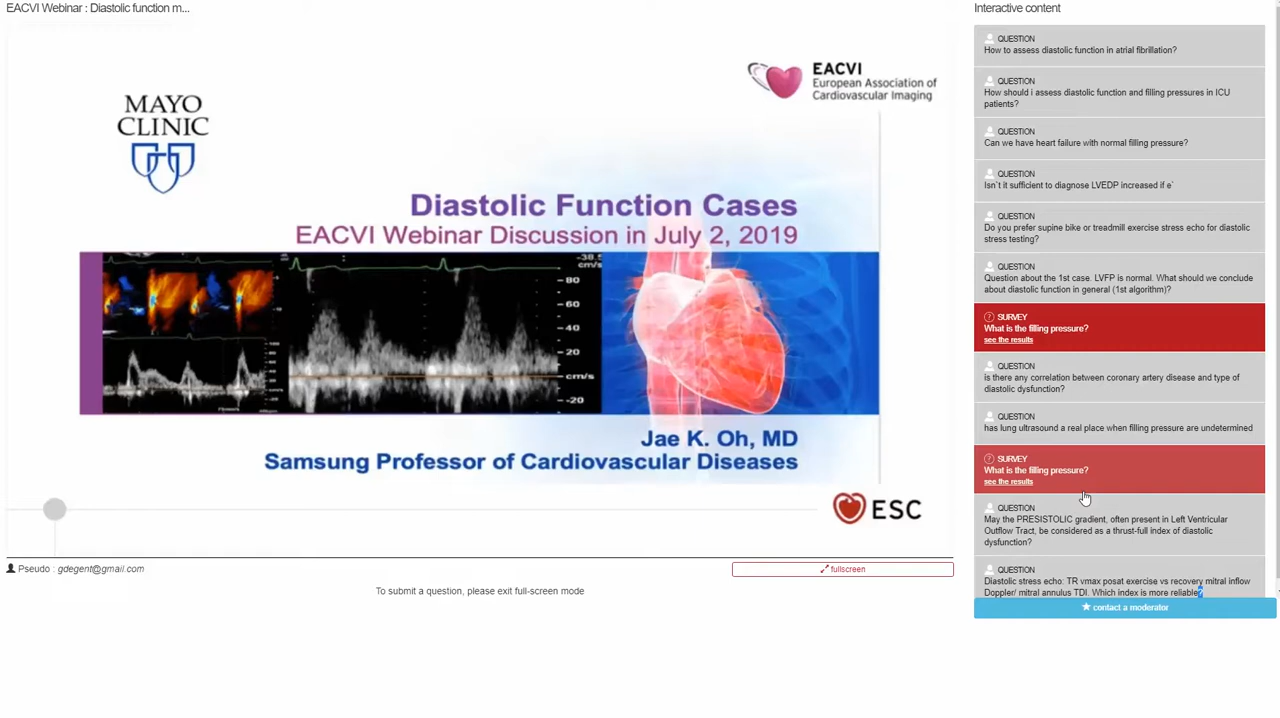 EACVI Webinar : Diastolic function m...
MAYO
CLINIC
EACVI
European Association of
Cardiovascular Imaging
Diastolic Function Cases
EACVI Webinar Discussion in July 2, 2019
-38.5
cm/s
80
60
40
20
cm/s
-20
Jae K. Oh, MD
Samsung Professor of Cardiovascular Diseases
ESC
Pseudo : gdegent@gmail.com
fullscreen
To submit a question, please exit full-screen mode
Interactive content
QUESTION
How to assess diastolic function in atrial fibrillation?
QUESTION
How should i assess diastolic function and filling pressures in ICU
patients?
QUESTION
Can we have heart failure with normal filling pressure?
QUESTION
Isn`t it sufficient to diagnose LVEDP increased if e`
QUESTION
Do you prefer supine bike or treadmill exercise stress echo for diastolic
stress testing?
QUESTION
Question about the 1st case. LVFP is normal. What should we conclude
about diastolic function in general (1st algorithm)?
SURVEY
What is the filling pressure?
see the results
QUESTION
is there any correlation between coronary artery disease and type of
diastolic dysfunction?
QUESTION
has lung ultrasound a real place when filling pressure are undetermined
SURVEY
What is the filling pressure?
see the results
QUESTION
May the PRESISTOLIC gradient, often present in Left Ventricular
Outflow Tract, be considered as a thrust-full index of diastolic
dysfunction?
QUESTION
Diastolic stress echo: TR vmax posat exercise vs recovery mitral inflow
Doppler/ mitral annulus TDI. Which index is more reliable?
contact a moderator